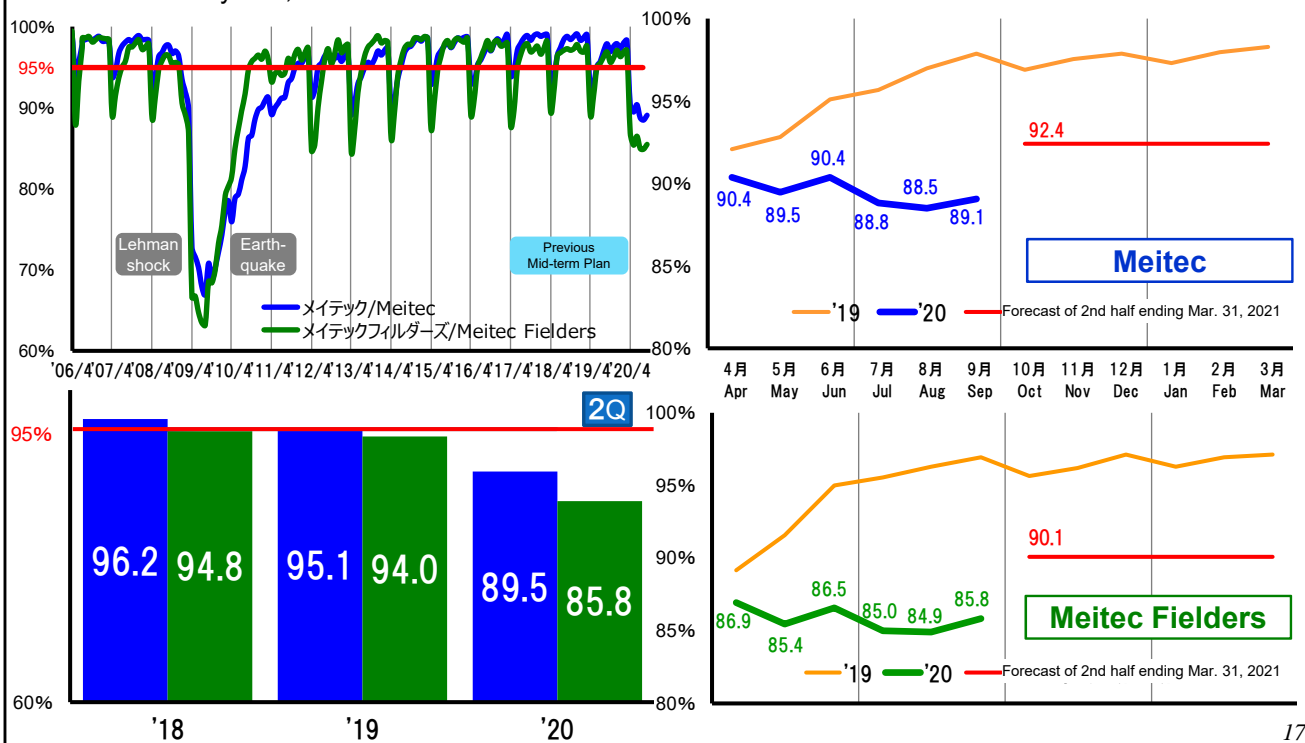 100%
95%
90%
80%
70%
60%
Lehman
shock
Earth-
quake
Previous
Mid-term Plan
メイテック/Meitec
メイテックフィルダーズ/Meitec Fielders
'06/4'07/4'08/4'09/4'10/4'11/4'12/4'13/4'14/4'15/4'16/4'17/4'18/4'19/4'20/4
100%
95%
90%
85%
80%
92.4
90.4
90.4
89.5
88.8
88.5
89.1
Meitec
'19 '20 Forecast of 2nd half ending Mar. 31, 2021
4月 5月 6月 7月 8月 9月 10月 11月 12月 1月 2月 3月
Apr May Jun Jul Aug Sep Oct Nov Dec Jan Feb Mar
2Q
95%
60%
96.2 94.8 95.1 94.0 89.5 85.8
'18 '19 '20
100%
95%
90%
85%
80%
90.1
86.9
85.4
86.5
85.0
84.9
85.8
Meitec Fielders
'19 '20 Forecast of 2nd half ending Mar. 31, 2021
17